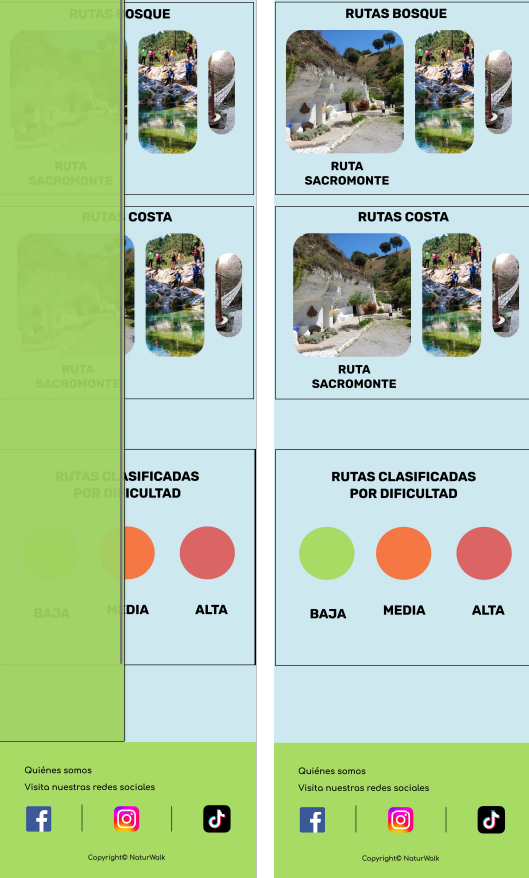 RUTAS BOSQUE
RUTA
SACROMONTE
RUTAS COSTA
RUTA
SACROMONTE
RUTAS CLASIFICADAS
POR DIFICULTAD
BAJA
MEDIA
ALTA
Quiénes somos
Visita nuestras redes sociales
Copyright© NaturWalk
RUTAS BOSQUE
RUTA
SACROMONTE
RUTAS COSTA
RUTA
SACROMONTE
RUTAS CLASIFICADAS
POR DIFICULTAD
BAJA
MEDIA
ALTA
Quiénes somos
Visita nuestras redes sociales
Copyright© NaturWalk